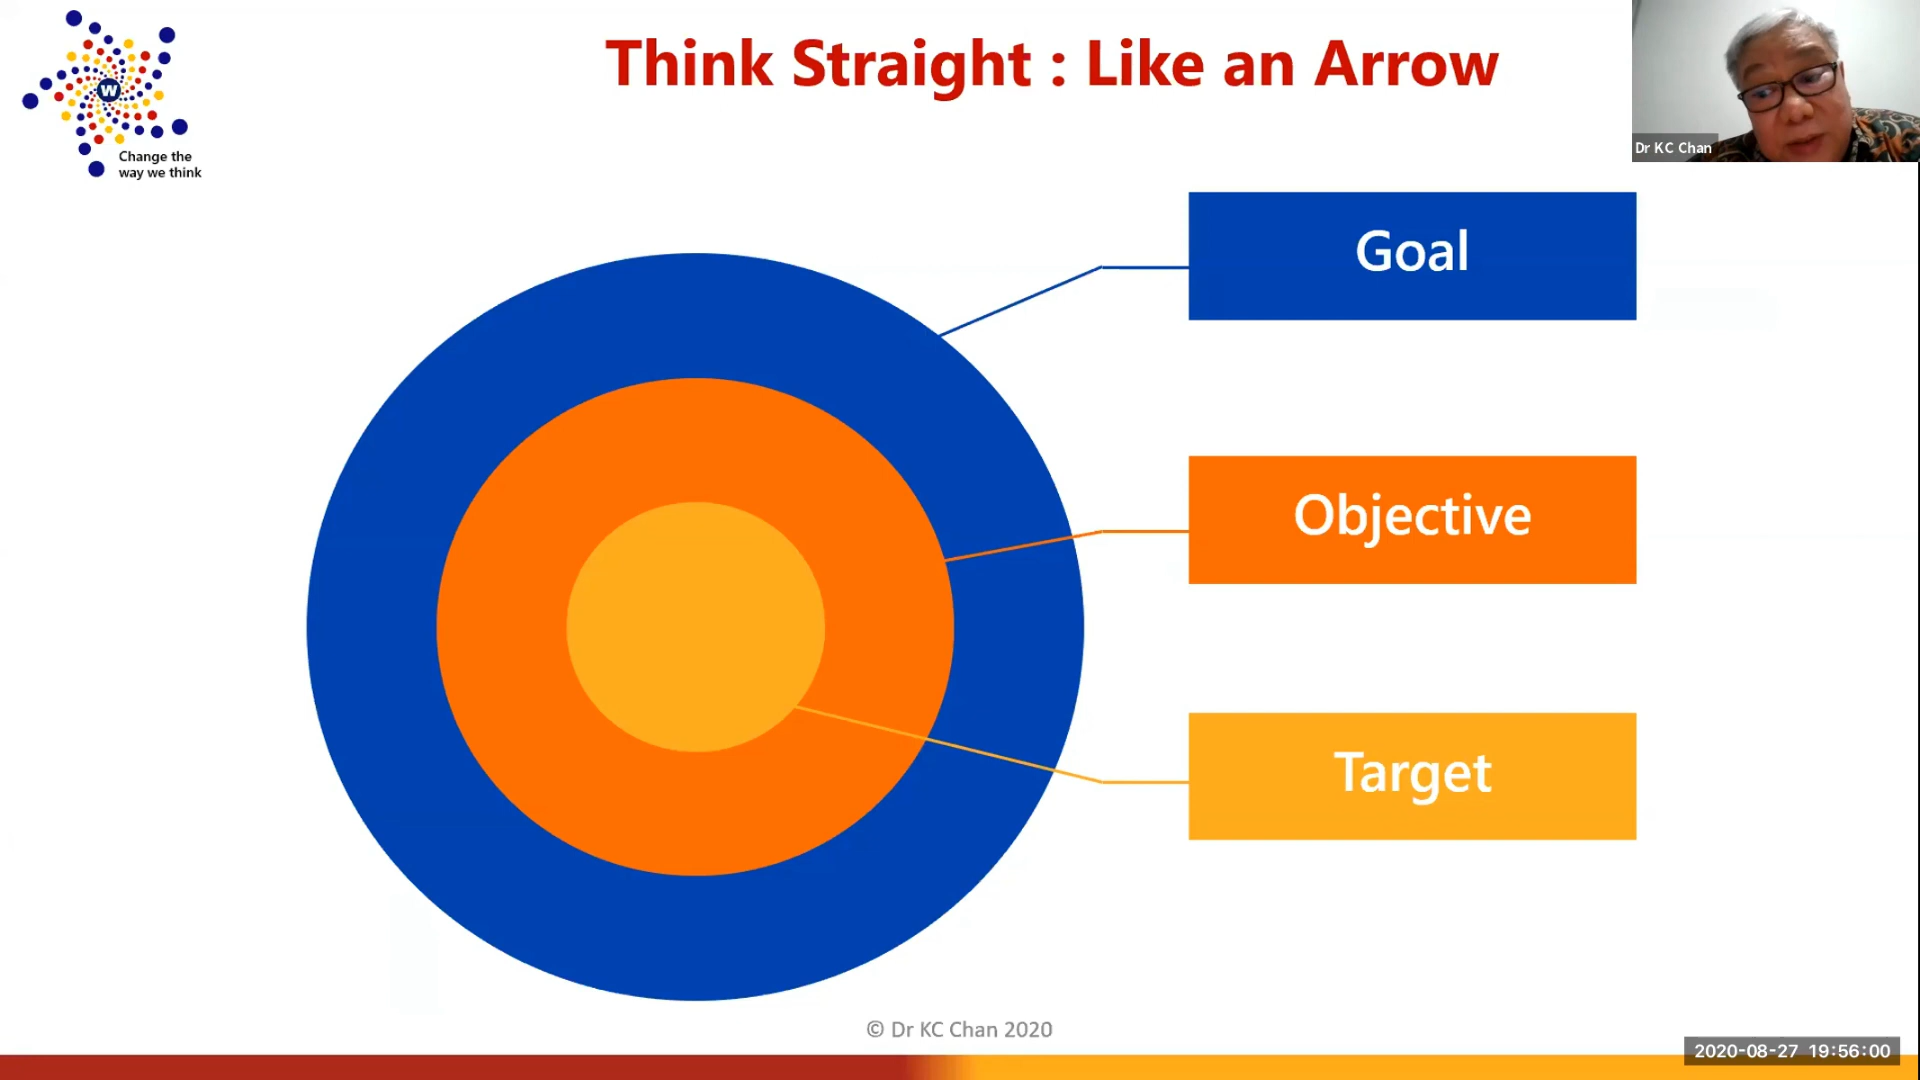 Think Straight : Like an Arrow
W
Change the
way we think
Dr KC Chan
Goal
Objective
Target
© Dr KC Chan 2020
2020-08-27 19:56:00